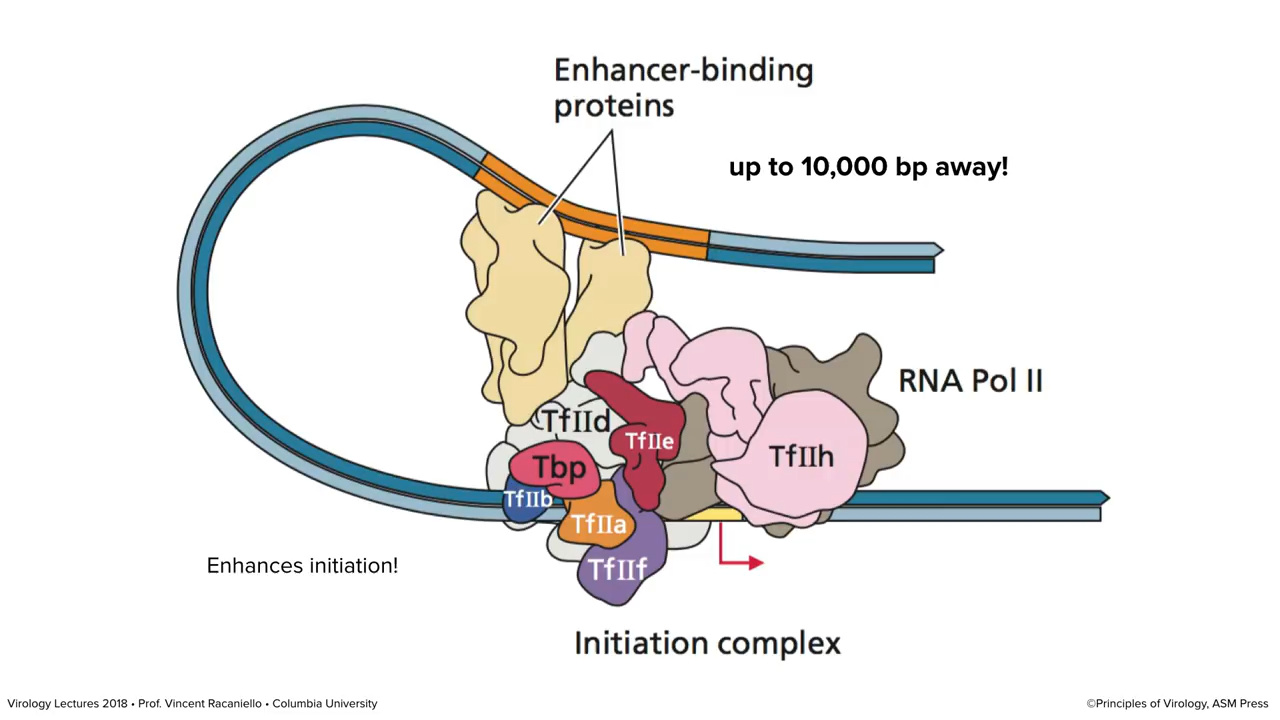 Enhancer-binding
proteins
up to 10,000 bp away!
RNA Pol II
TfIId
TfIIe
TfIIh
Tbp
TfIIb
TfIIa
TfIIf
Enhances initiation!
Initiation complex
Virology Lectures 2018 • Prof. Vincent Racaniello • Columbia University
©Principles of Virology, ASM Press